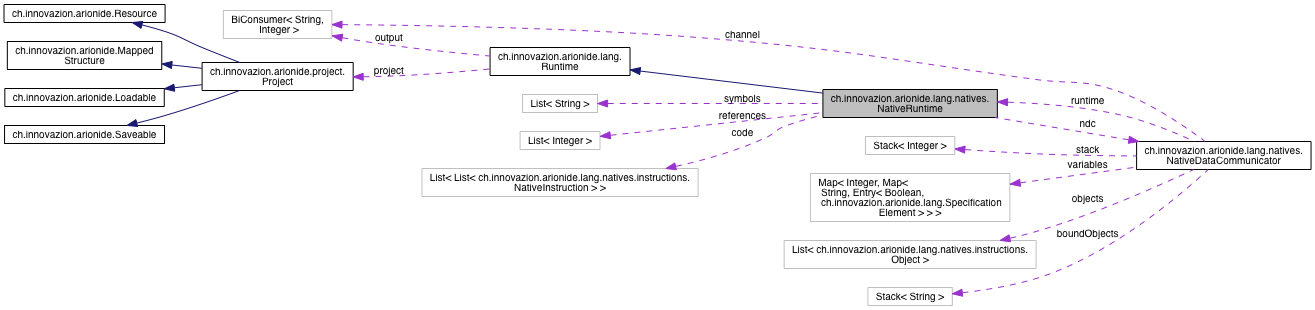 ch.innovazion.arionide.Resource
ch.innovazion.arionide.Mapped
Structure
ch.innovazion.arionide.Loadable
ch.innovazion.arionide.Saveable
BiConsumer< String,
Integer >
ch.innovazion.arionide.project.
Project
output
project
ch.innovazion.arionide.lang.
Runtime
List< String >
List< Integer >
List< List< ch.innovazion.arionide.lang.natives.instructions.
NativeInstruction > >
channel
symbols
references
code
ch.innovazion.arionide.lang.natives.
NativeRuntime
Stack< Integer >
Map< Integer, Map<
String, Entry< Boolean,
ch.innovazion.arionide.lang.Specification
Element > > >
List< ch.innovazion.arionide.lang.natives.instructions.
Object >
Stack< String >
runtime
ndc
stack
variables
objects
boundObjects
ch.innovazion.arionide.lang.natives.
NativeDataCommunicator